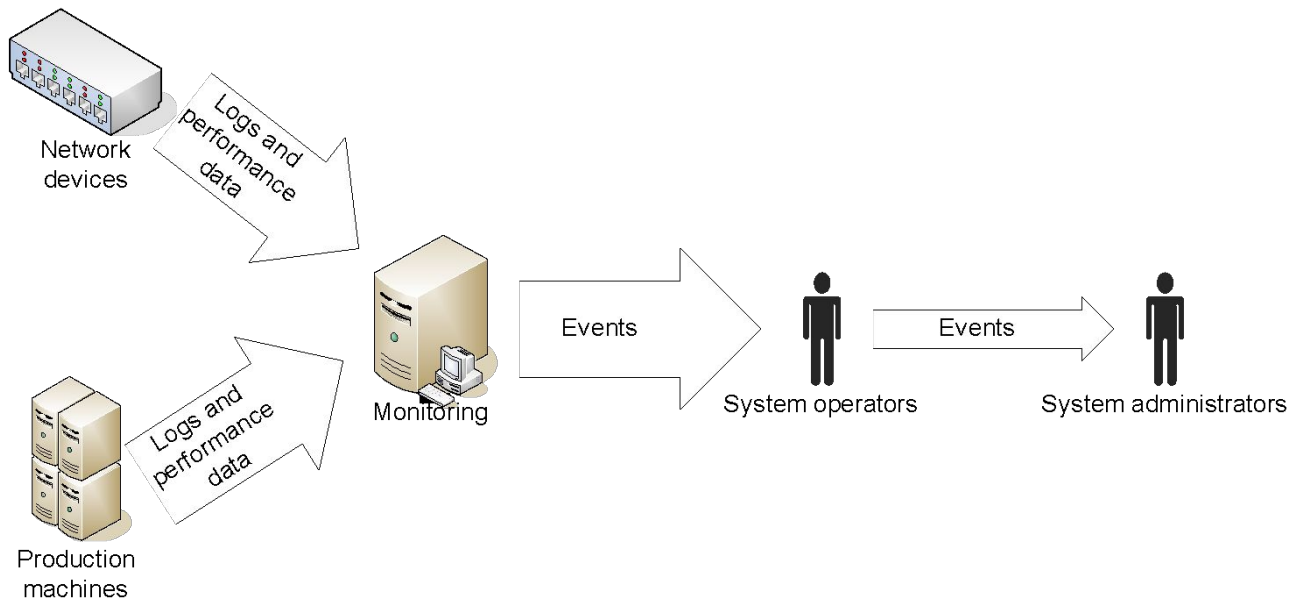 Network
devices
Logs and
performance
data
Monitoring
Events
System operators
Events
System administrators
Logs and
performance
data
Production
machines